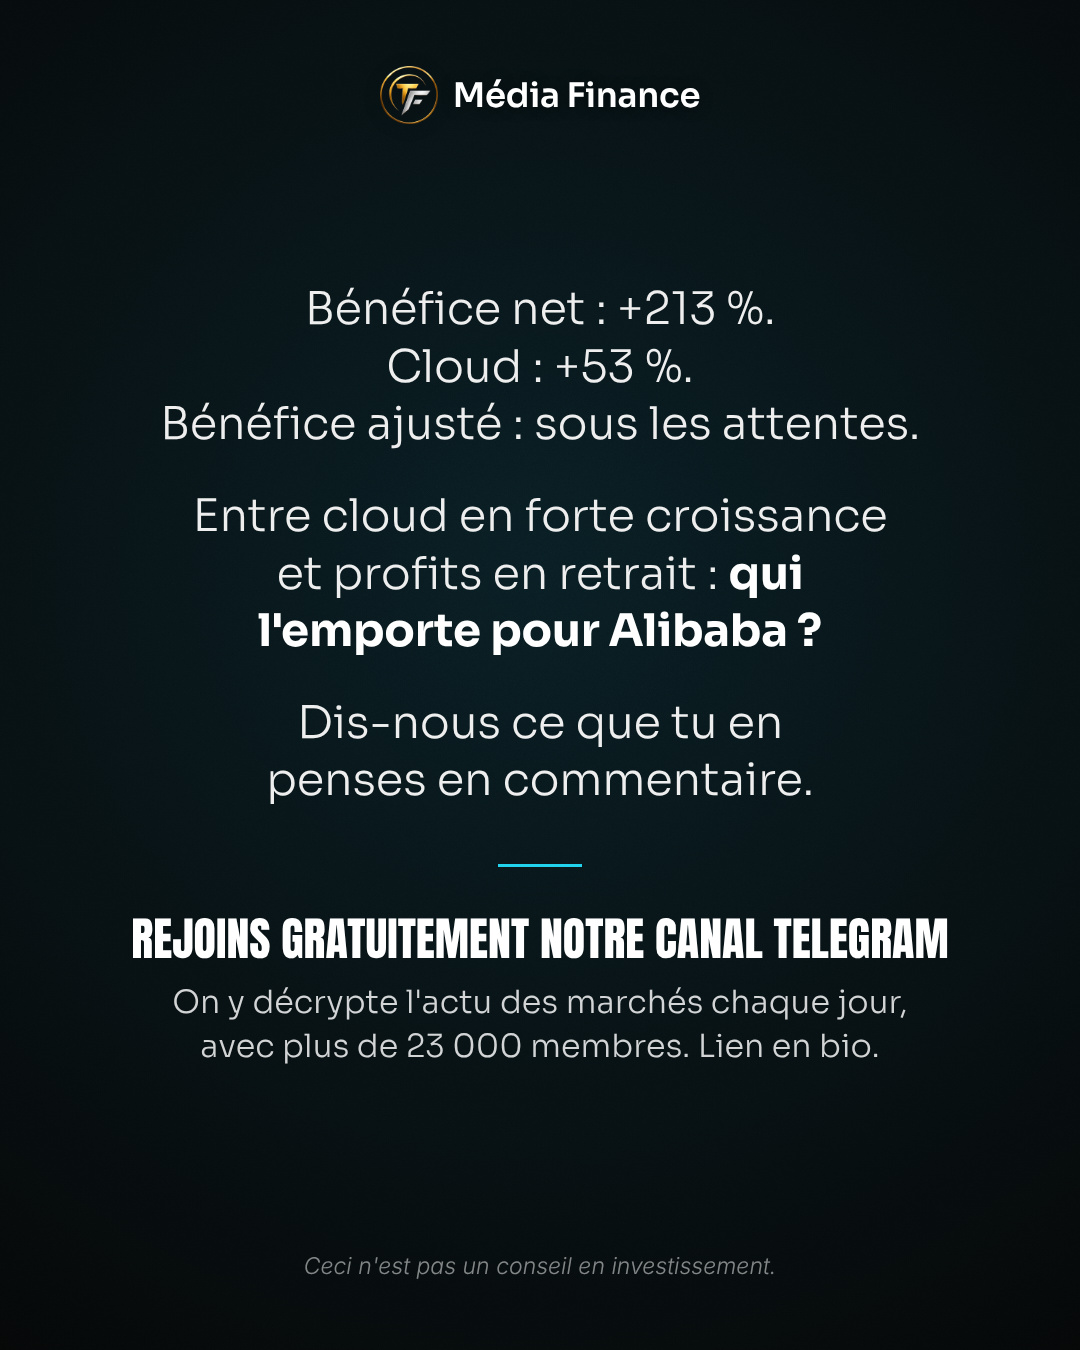 TF Média Finance
Bénéfice net : +213 %.
Cloud : +53 %.
Bénéfice ajusté : sous les attentes.
Entre cloud en forte croissance
et profits en retrait : qui
l'emporte pour Alibaba ?
Dis-nous ce que tu en
penses en commentaire.
REJOINS GRATUITEMENT NOTRE CANAL TELEGRAM
On y décrypte l'actu des marchés chaque jour,
avec plus de 23 000 membres. Lien en bio.
Ceci n'est pas un conseil en investissement.